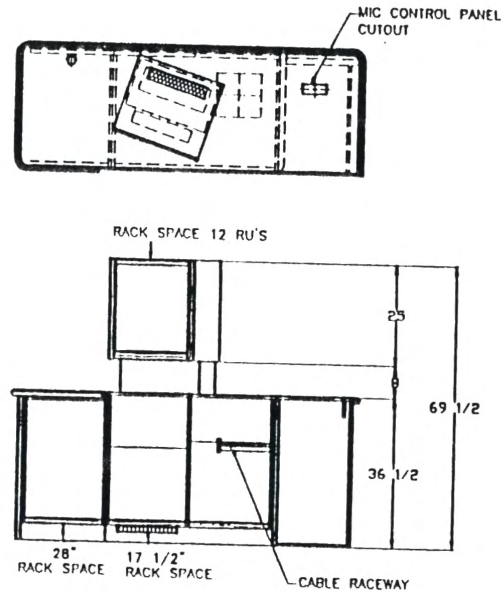 MIC CONTROL PANEL
CUTOUT
RACK SPACE 12 RU'S
25
8
69 1/2
36 1/2
28"
RACK SPACE
17 1/2"
RACK SPACE
CABLE RACEWAY